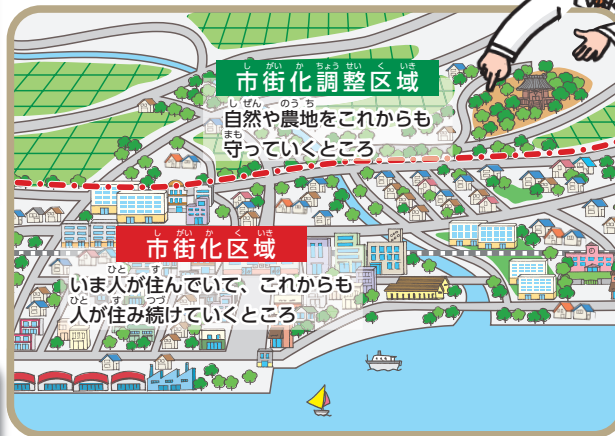 市街化調整区域
自然や農地をこれからも
守っていくところ
市街化区域
いま人が住んでいて、これからも
人が住み続けていくところ